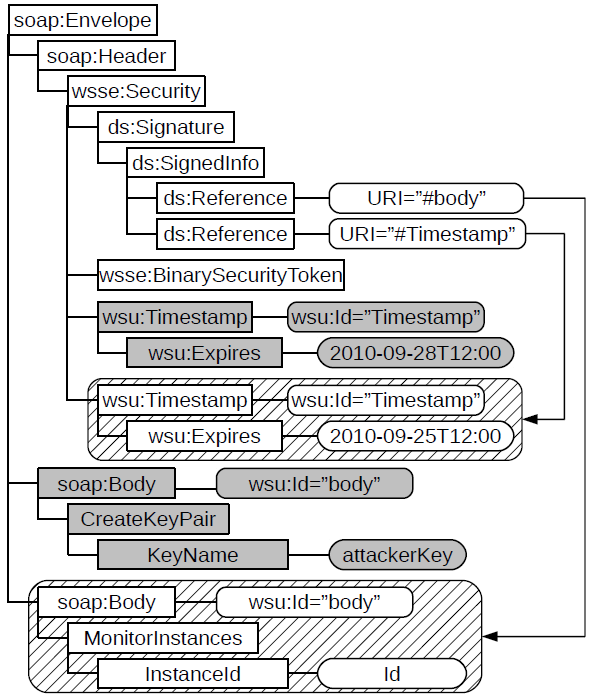 soap:Envelope
soap:Header
wsse:Security
ds:Signature
ds:SignedInfo
ds:Reference URI=”#body”
ds:Reference URI=”#Timestamp”
wsse:BinarySecurityToken
wsu:Timestamp wsu:Id=”Timestamp”
wsu:Expires 2010-09-28T12:00
wsu:Timestamp wsu:Id=”Timestamp”
wsu:Expires 2010-09-25T12:00
soap:Body wsu:Id=”body”
CreateKeyPair
KeyName attackerKey
soap:Body wsu:Id=”body”
MonitorInstances
InstanceId Id